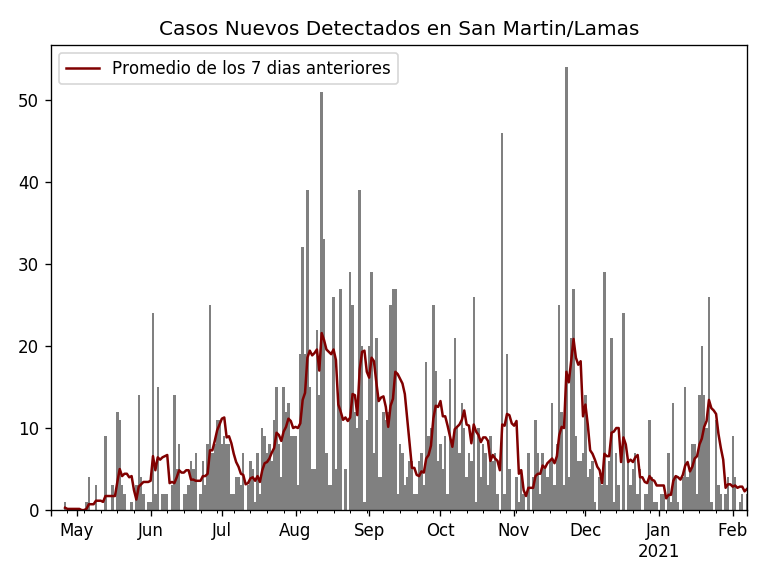 Casos Nuevos Detectados en San Martin/Lamas
Promedio de los 7 dias anteriores
50
40
30
20
10
0
May Jun Jul Aug Sep Oct Nov Dec Jan Feb
2021